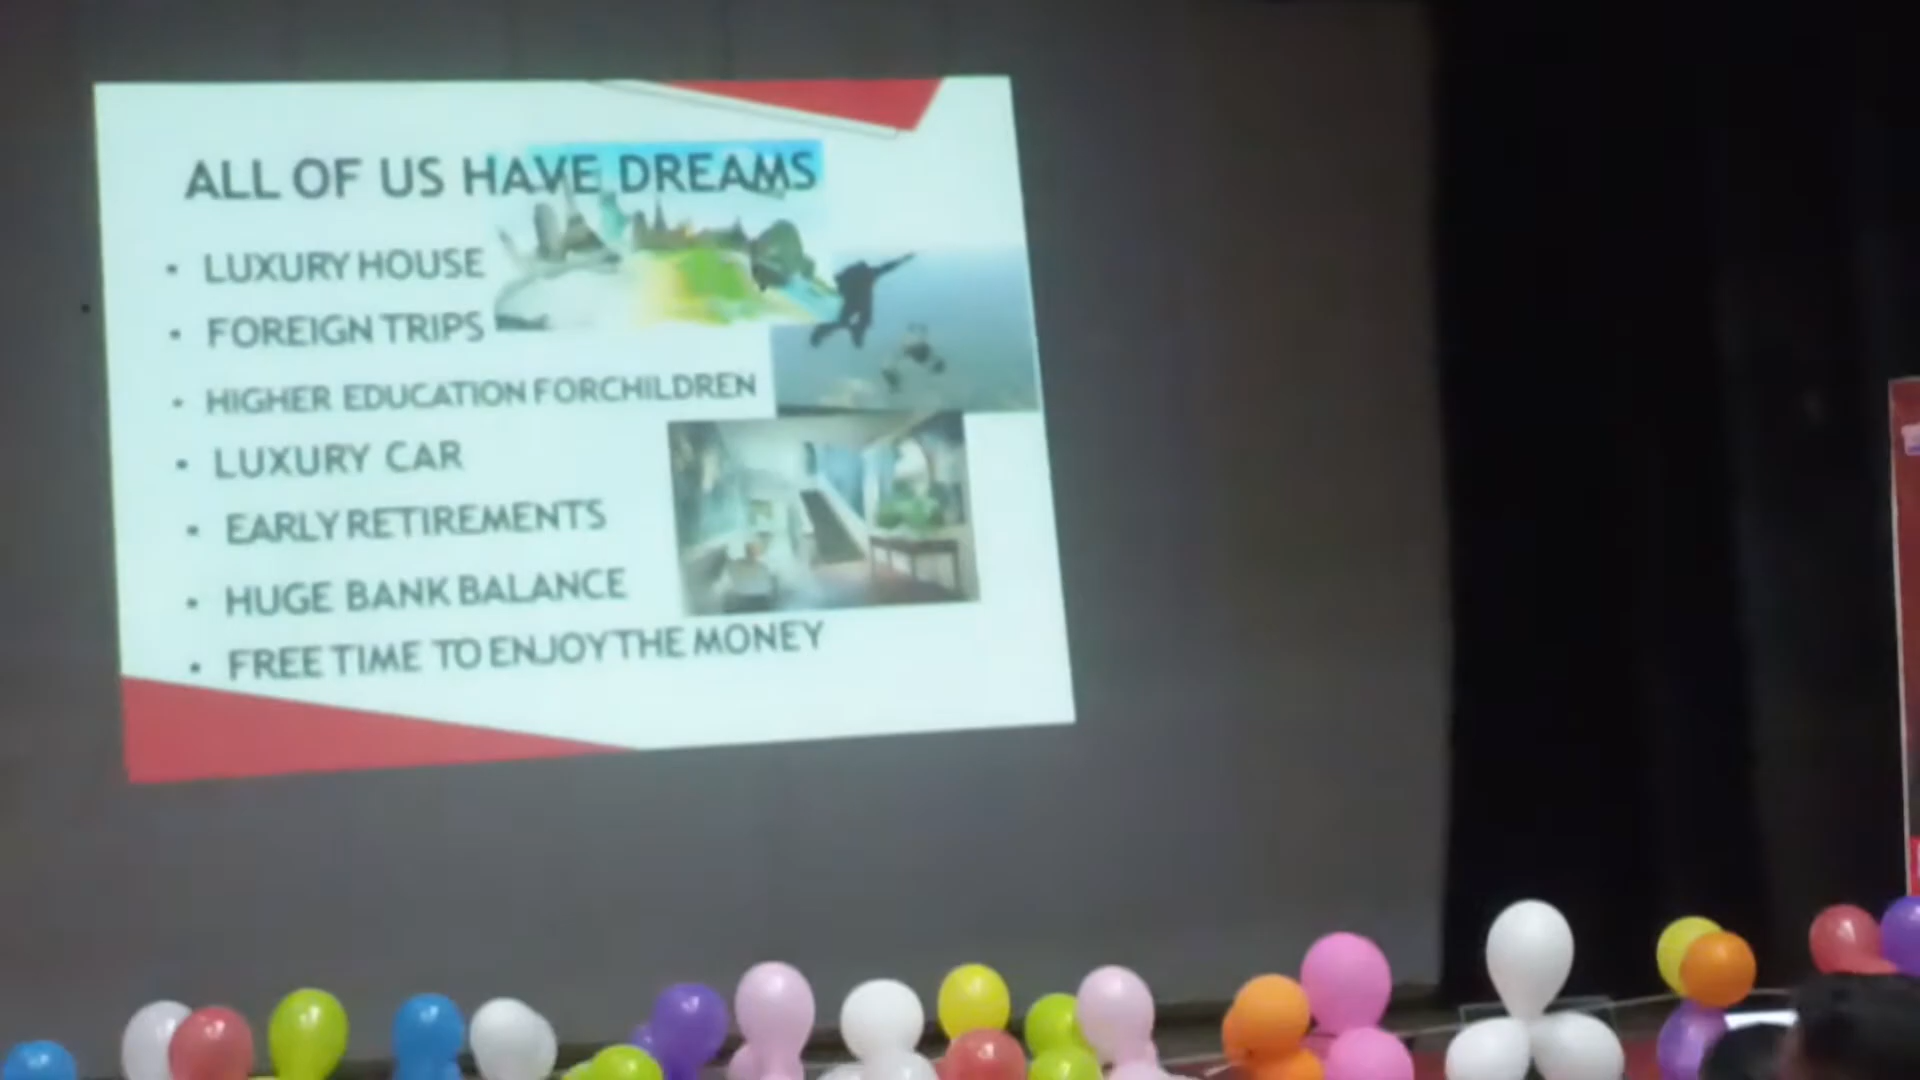 ALL OF US HAVE DREAMS
• LUXURY HOUSE
• FOREIGN TRIPS
• HIGHER EDUCATION FORCHILDREN
• LUXURY CAR
• EARLY RETIREMENTS
• HUGE BANK BALANCE
• FREE TIME TO ENJOY THE MONEY